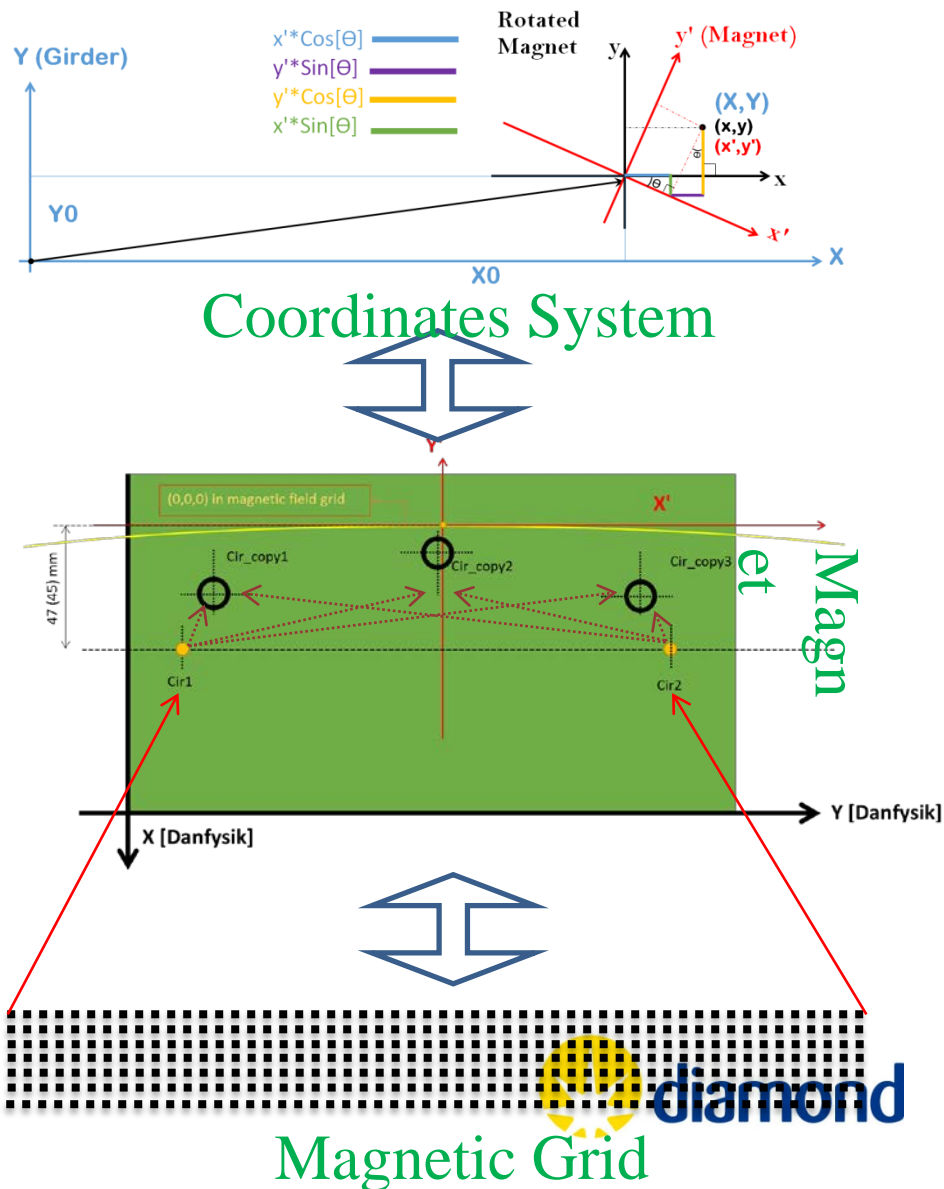 Rotated
Magnet
x'*Cos[Θ]
y'*Sin[Θ]
y'*Cos[Θ]
x'*Sin[Θ]
Y (Girder)
y
y' (Magnet)
(X,Y)
(x,y)
(x',y')
Θ
Θ
x
x'
Y0
X0
X
Coordinates System
Y'
(0,0,0) in magnetic field grid
X'
47 (45) mm
Cir_copy1
Cir_copy2
Cir_copy3
Magn
et
Cir1
Cir2
Y [Danfysik]
X [Danfysik]
diamond
Magnetic Grid